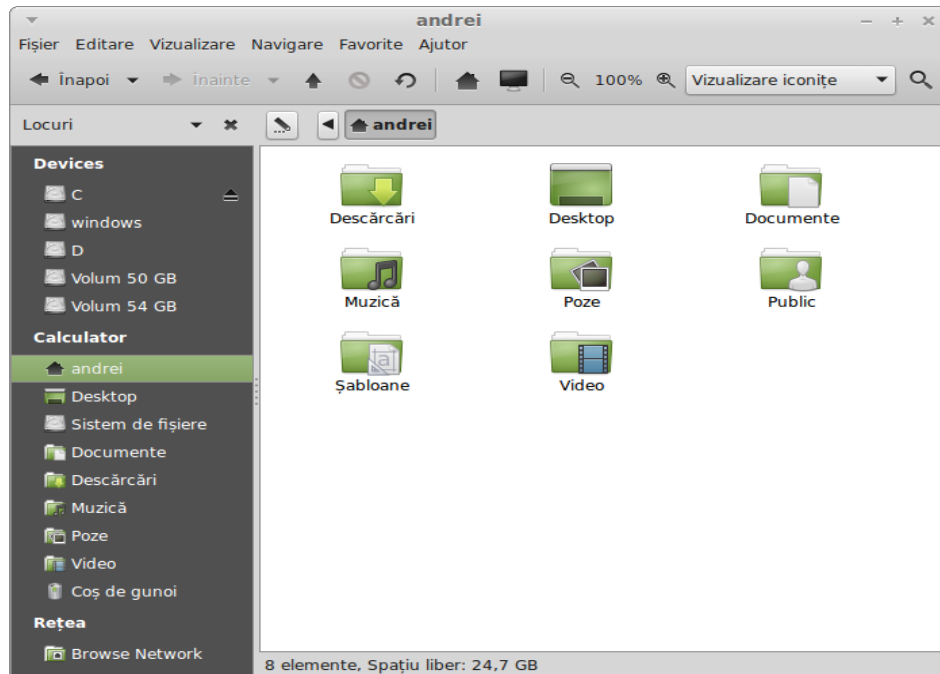 andrei
Fișier Editare Vizualizare Navigare Favorite Ajutor
Înapoi Înainte 100% Vizualizare iconițe
Locuri andrei
Devices
C
windows
D
Volum 50 GB
Volum 54 GB
Calculator
andrei
Desktop
Sistem de fișiere
Documente
Descărcări
Muzică
Poze
Video
Coș de gunoi
Rețea
Browse Network
Descărcări Desktop Documente
Muzică Poze Public
Șabloane Video
8 elemente, Spațiu liber: 24,7 GB